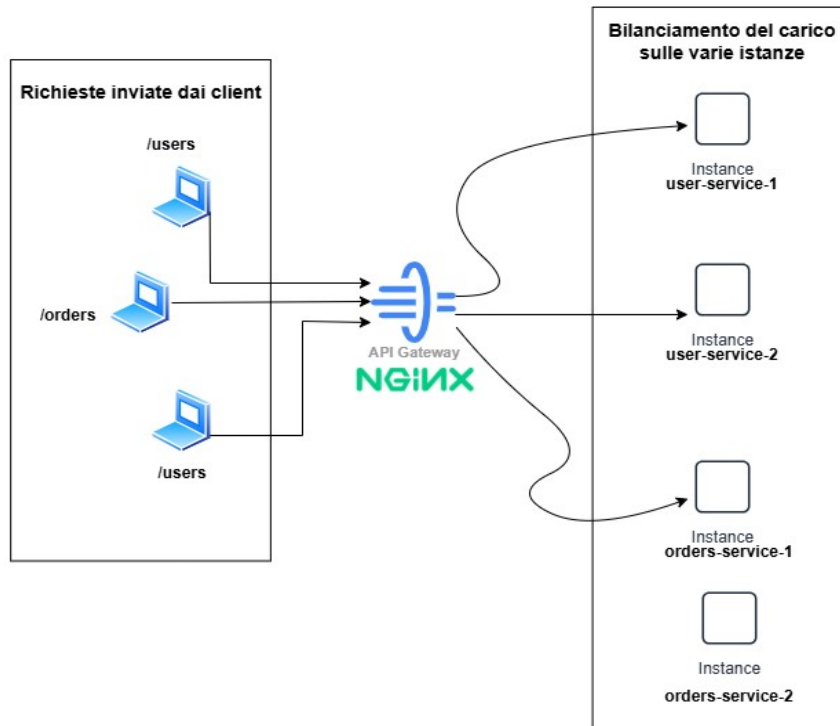 Richieste inviate dai client
/users
/orders
/users
API Gateway
NGINX
Bilanciamento del carico
sulle varie istanze
Instance
user-service-1
Instance
user-service-2
Instance
orders-service-1
Instance
orders-service-2